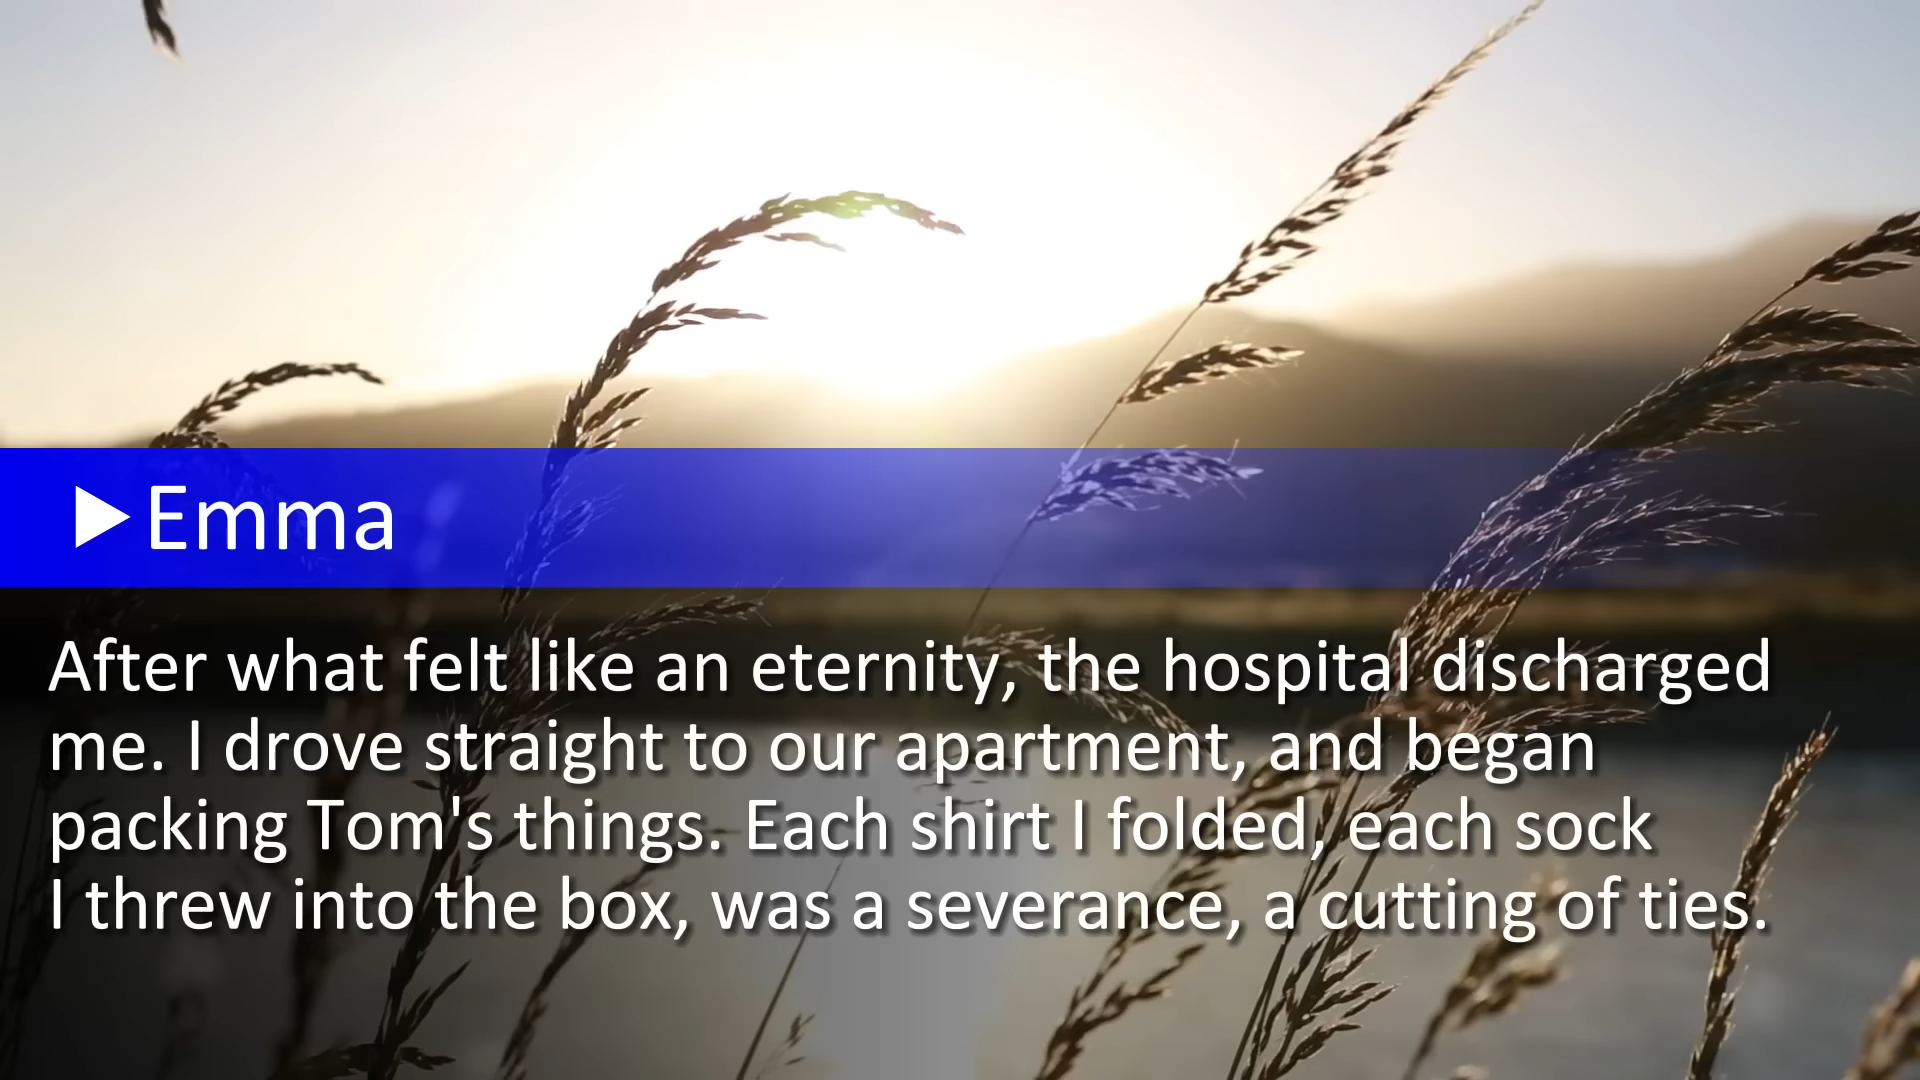 Emma
After what felt like an eternity, the hospital discharged
me. I drove straight to our apartment, and began
packing Tom's things. Each shirt I folded, each sock
I threw into the box, was a severance, a cutting of ties.